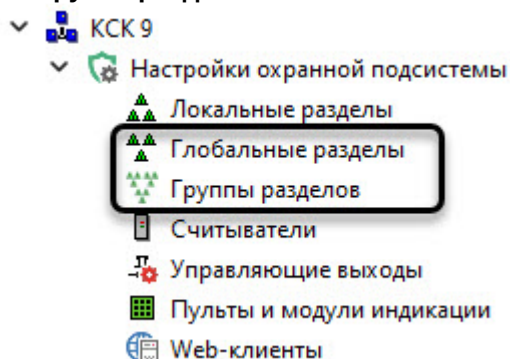 КСК 9
Настройки охранной подсистемы
Локальные разделы
Глобальные разделы
Группы разделов
Считыватели
Управляющие выходы
Пульты и модули индикации
Web-клиенты